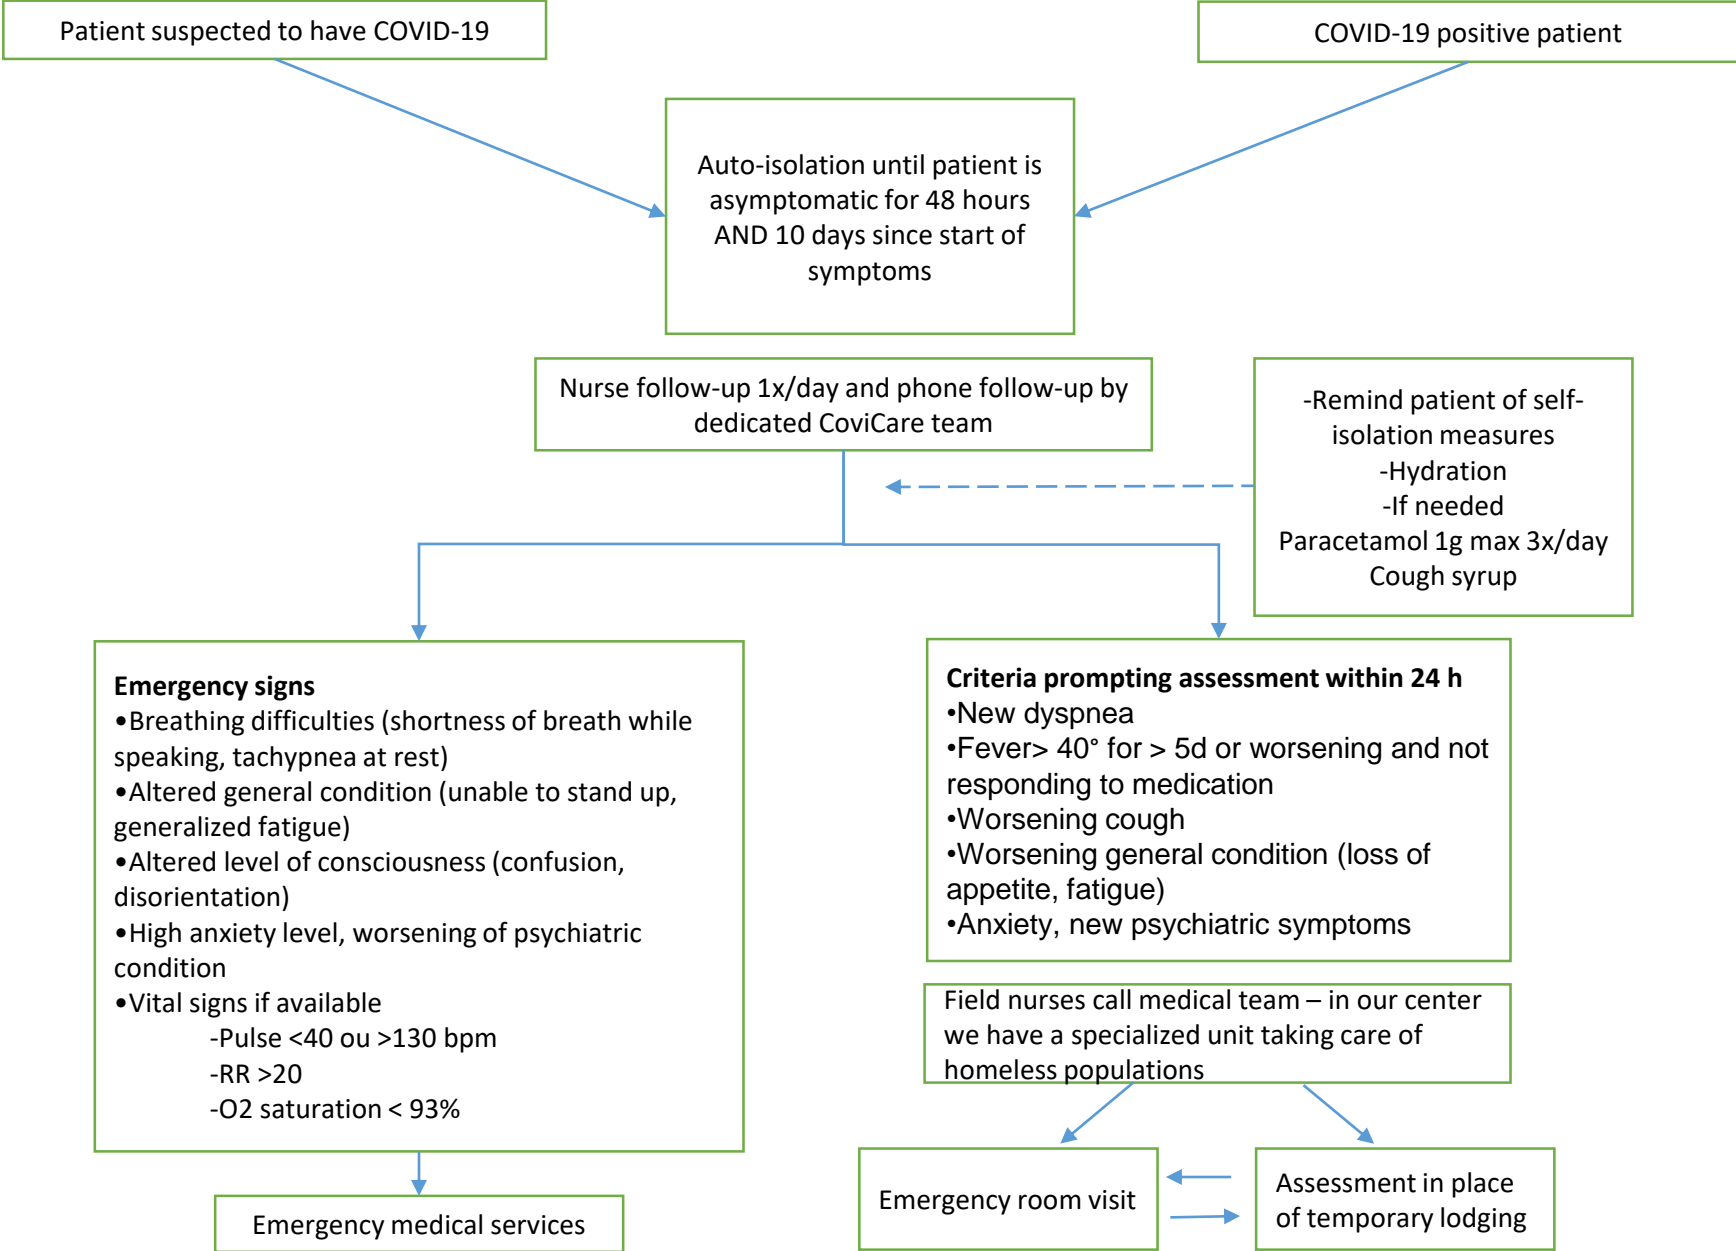 Patient suspected to have COVID-19
COVID-19 positive patient
Auto-isolation until patient is
asymptomatic for 48 hours
AND 10 days since start of
symptoms
Nurse follow-up 1x/day and phone follow-up by
dedicated CoviCare team
-Remind patient of self-
isolation measures
-Hydration
-If needed
Paracetamol 1g max 3x/day
Cough syrup
Emergency signs
•Breathing difficulties (shortness of breath while
speaking, tachypnea at rest)
•Altered general condition (unable to stand up,
generalized fatigue)
•Altered level of consciousness (confusion,
disorientation)
•High anxiety level, worsening of psychiatric
condition
•Vital signs if available
-Pulse <40 ou >130 bpm
-RR >20
-O2 saturation < 93%
Emergency medical services
Criteria prompting assessment within 24 h
•New dyspnea
•Fever> 40° for > 5d or worsening and not
responding to medication
•Worsening cough
•Worsening general condition (loss of
appetite, fatigue)
•Anxiety, new psychiatric symptoms
Field nurses call medical team – in our center
we have a specialized unit taking care of
homeless populations
Emergency room visit
Assessment in place
of temporary lodging